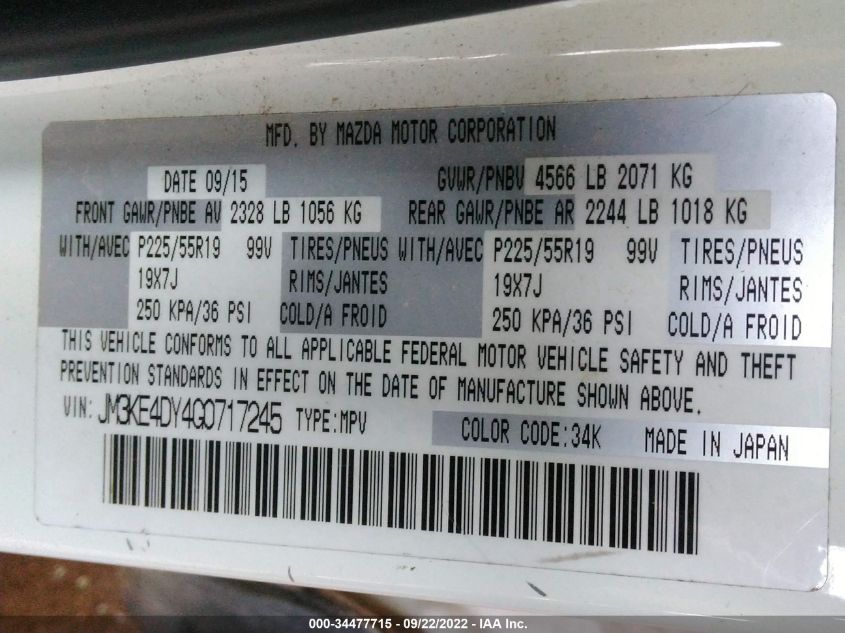 MFD. BY MAZDA MOTOR CORPORATION
DATE 09/15 GVWR/PNBV 4566 LB 2071 KG
FRONT GAWR/PNBE AV 2328 LB 1056 KG REAR GAWR/PNBE AR 2244 LB 1018 KG
WITH/AVEC P225/55R19 99V TIRES/PNEUS WITH/AVEC P225/55R19 99V TIRES/PNEUS
19X7J RIMS/JANTES 19X7J RIMS/JANTES
250 KPA/36 PSI COLD/A FROID 250 KPA/36 PSI COLD/A FROID
THIS VEHICLE CONFORMS TO ALL APPLICABLE FEDERAL MOTOR VEHICLE SAFETY AND THEFT
PREVENTION STANDARDS IN EFFECT ON THE DATE OF MANUFACTURE SHOWN ABOVE.
VIN: JM3KE4DY4G0717245 TYPE:MPV COLOR CODE:34K MADE IN JAPAN
000-34477715 - 09/22/2022 - IAA Inc.